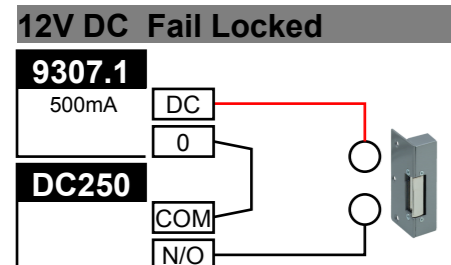 12V DC Fail Locked
9307.1
500mA
DC
0
DC250
COM
N/O